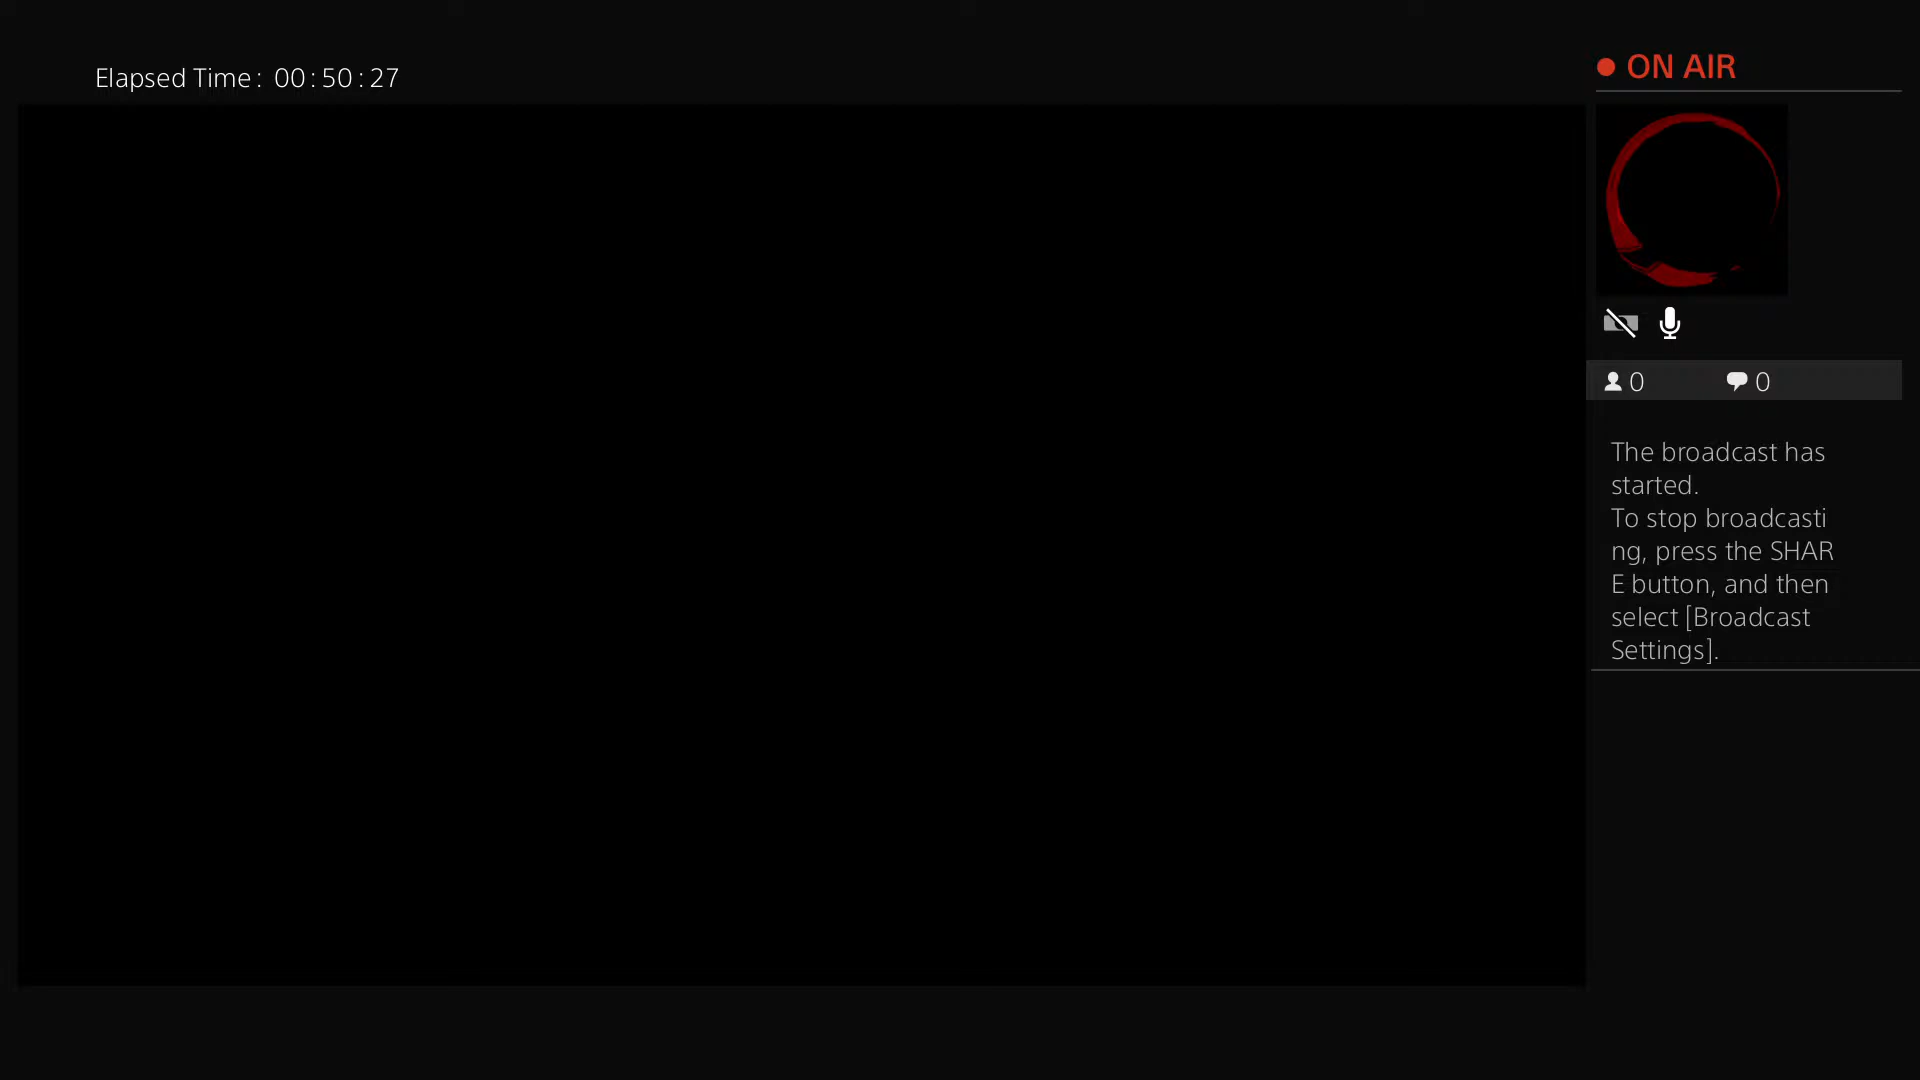 Elapsed Time: 00:50:27
ON AIR
0 0
The broadcast has
started.
To stop broadcasti
ng, press the SHAR
E button, and then
select [Broadcast
Settings].